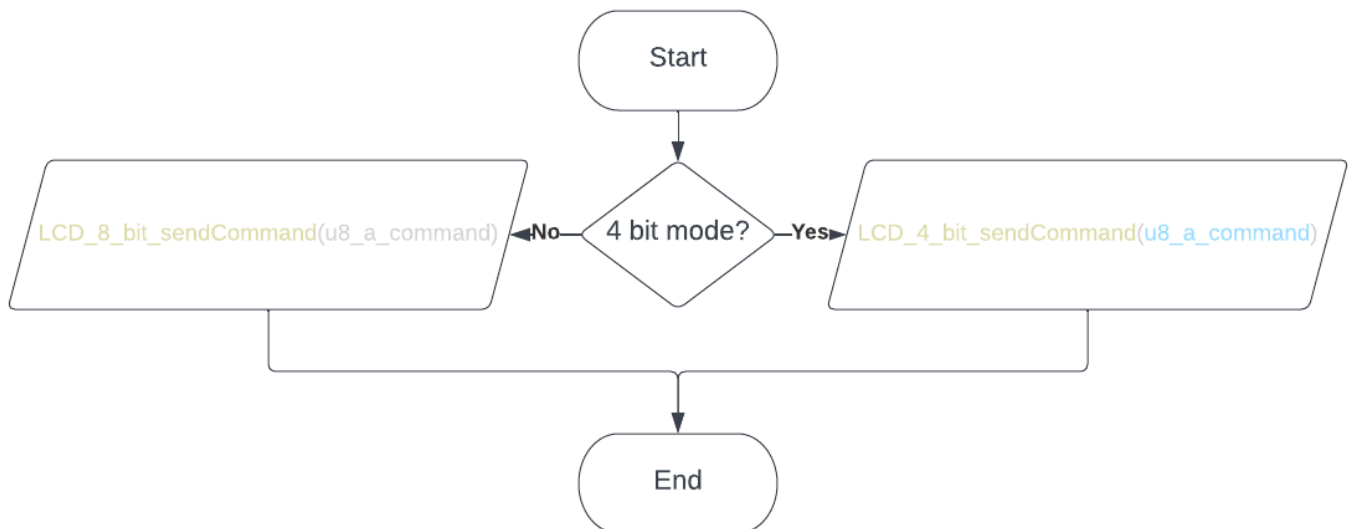 Start
LCD_8_bit_sendCommand(u8_a_command)
No
4 bit mode?
Yes
LCD_4_bit_sendCommand(u8_a_command)
End